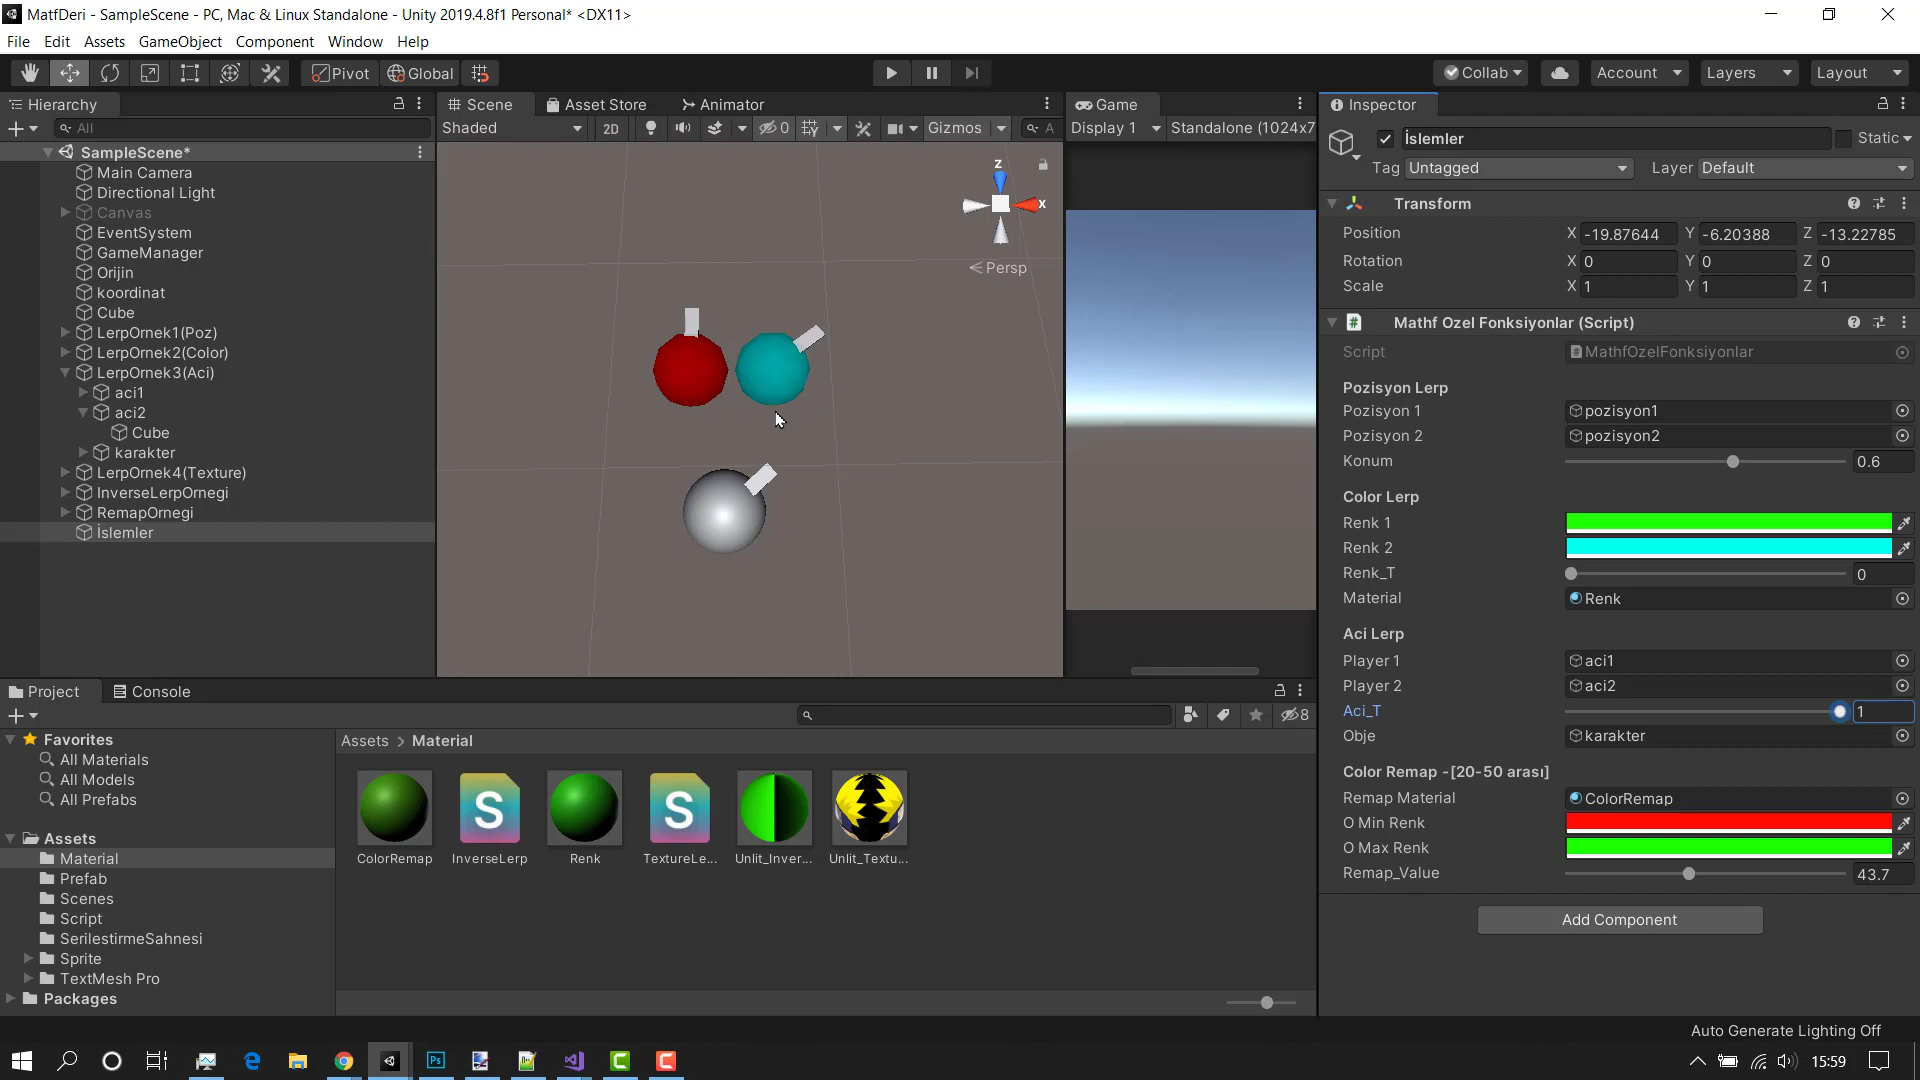 MatfDeri - SampleScene - PC, Mac & Linux Standalone - Unity 2019.4.8f1 Personal* <DX11>
File Edit Assets GameObject Component Window Help
Pivot Global Collab Account Layers Layout
Hierarchy
All
SampleScene*
Main Camera
Directional Light
Canvas
EventSystem
GameManager
Orijin
koordinat
Cube
LerpOrnek1(Poz)
LerpOrnek2(Color)
LerpOrnek3(Aci)
aci1
aci2
Cube
karakter
LerpOrnek4(Texture)
InverseLerpOrnegi
RemapOrnegi
İslemler
Scene Asset Store Animator
Shaded 2D 0 Gizmos A
z
x
Persp
Game
Display 1 Standalone (1024x7
Inspector
İslemler Static
Tag Untagged Layer Default
Transform
Position X -19.87644 Y -6.20388 Z -13.22785
Rotation X 0 Y 0 Z 0
Scale X 1 Y 1 Z 1
# Mathf Ozel Fonksiyonlar (Script)
Script MathfOzelFonksiyonlar
Pozisyon Lerp
Pozisyon 1 pozisyon1
Pozisyon 2 pozisyon2
Konum 0.6
Color Lerp
Renk 1
Renk 2
Renk_T 0
Material Renk
Aci Lerp
Player 1 aci1
Player 2 aci2
Aci_T 1
Obje karakter
Color Remap -[20-50 arası]
Remap Material ColorRemap
O Min Renk
O Max Renk
Remap_Value 43.7
Add Component
Project Console
8
Favorites
All Materials
All Models
All Prefabs
Assets
Material
Prefab
Scenes
Script
SerilestirmeSahnesi
Sprite
TextMesh Pro
Packages
Assets > Material
S S
ColorRemap InverseLerp Renk TextureLe... Unlit_Inver... Unlit_Textu...
Auto Generate Lighting Off
Ps
15:59